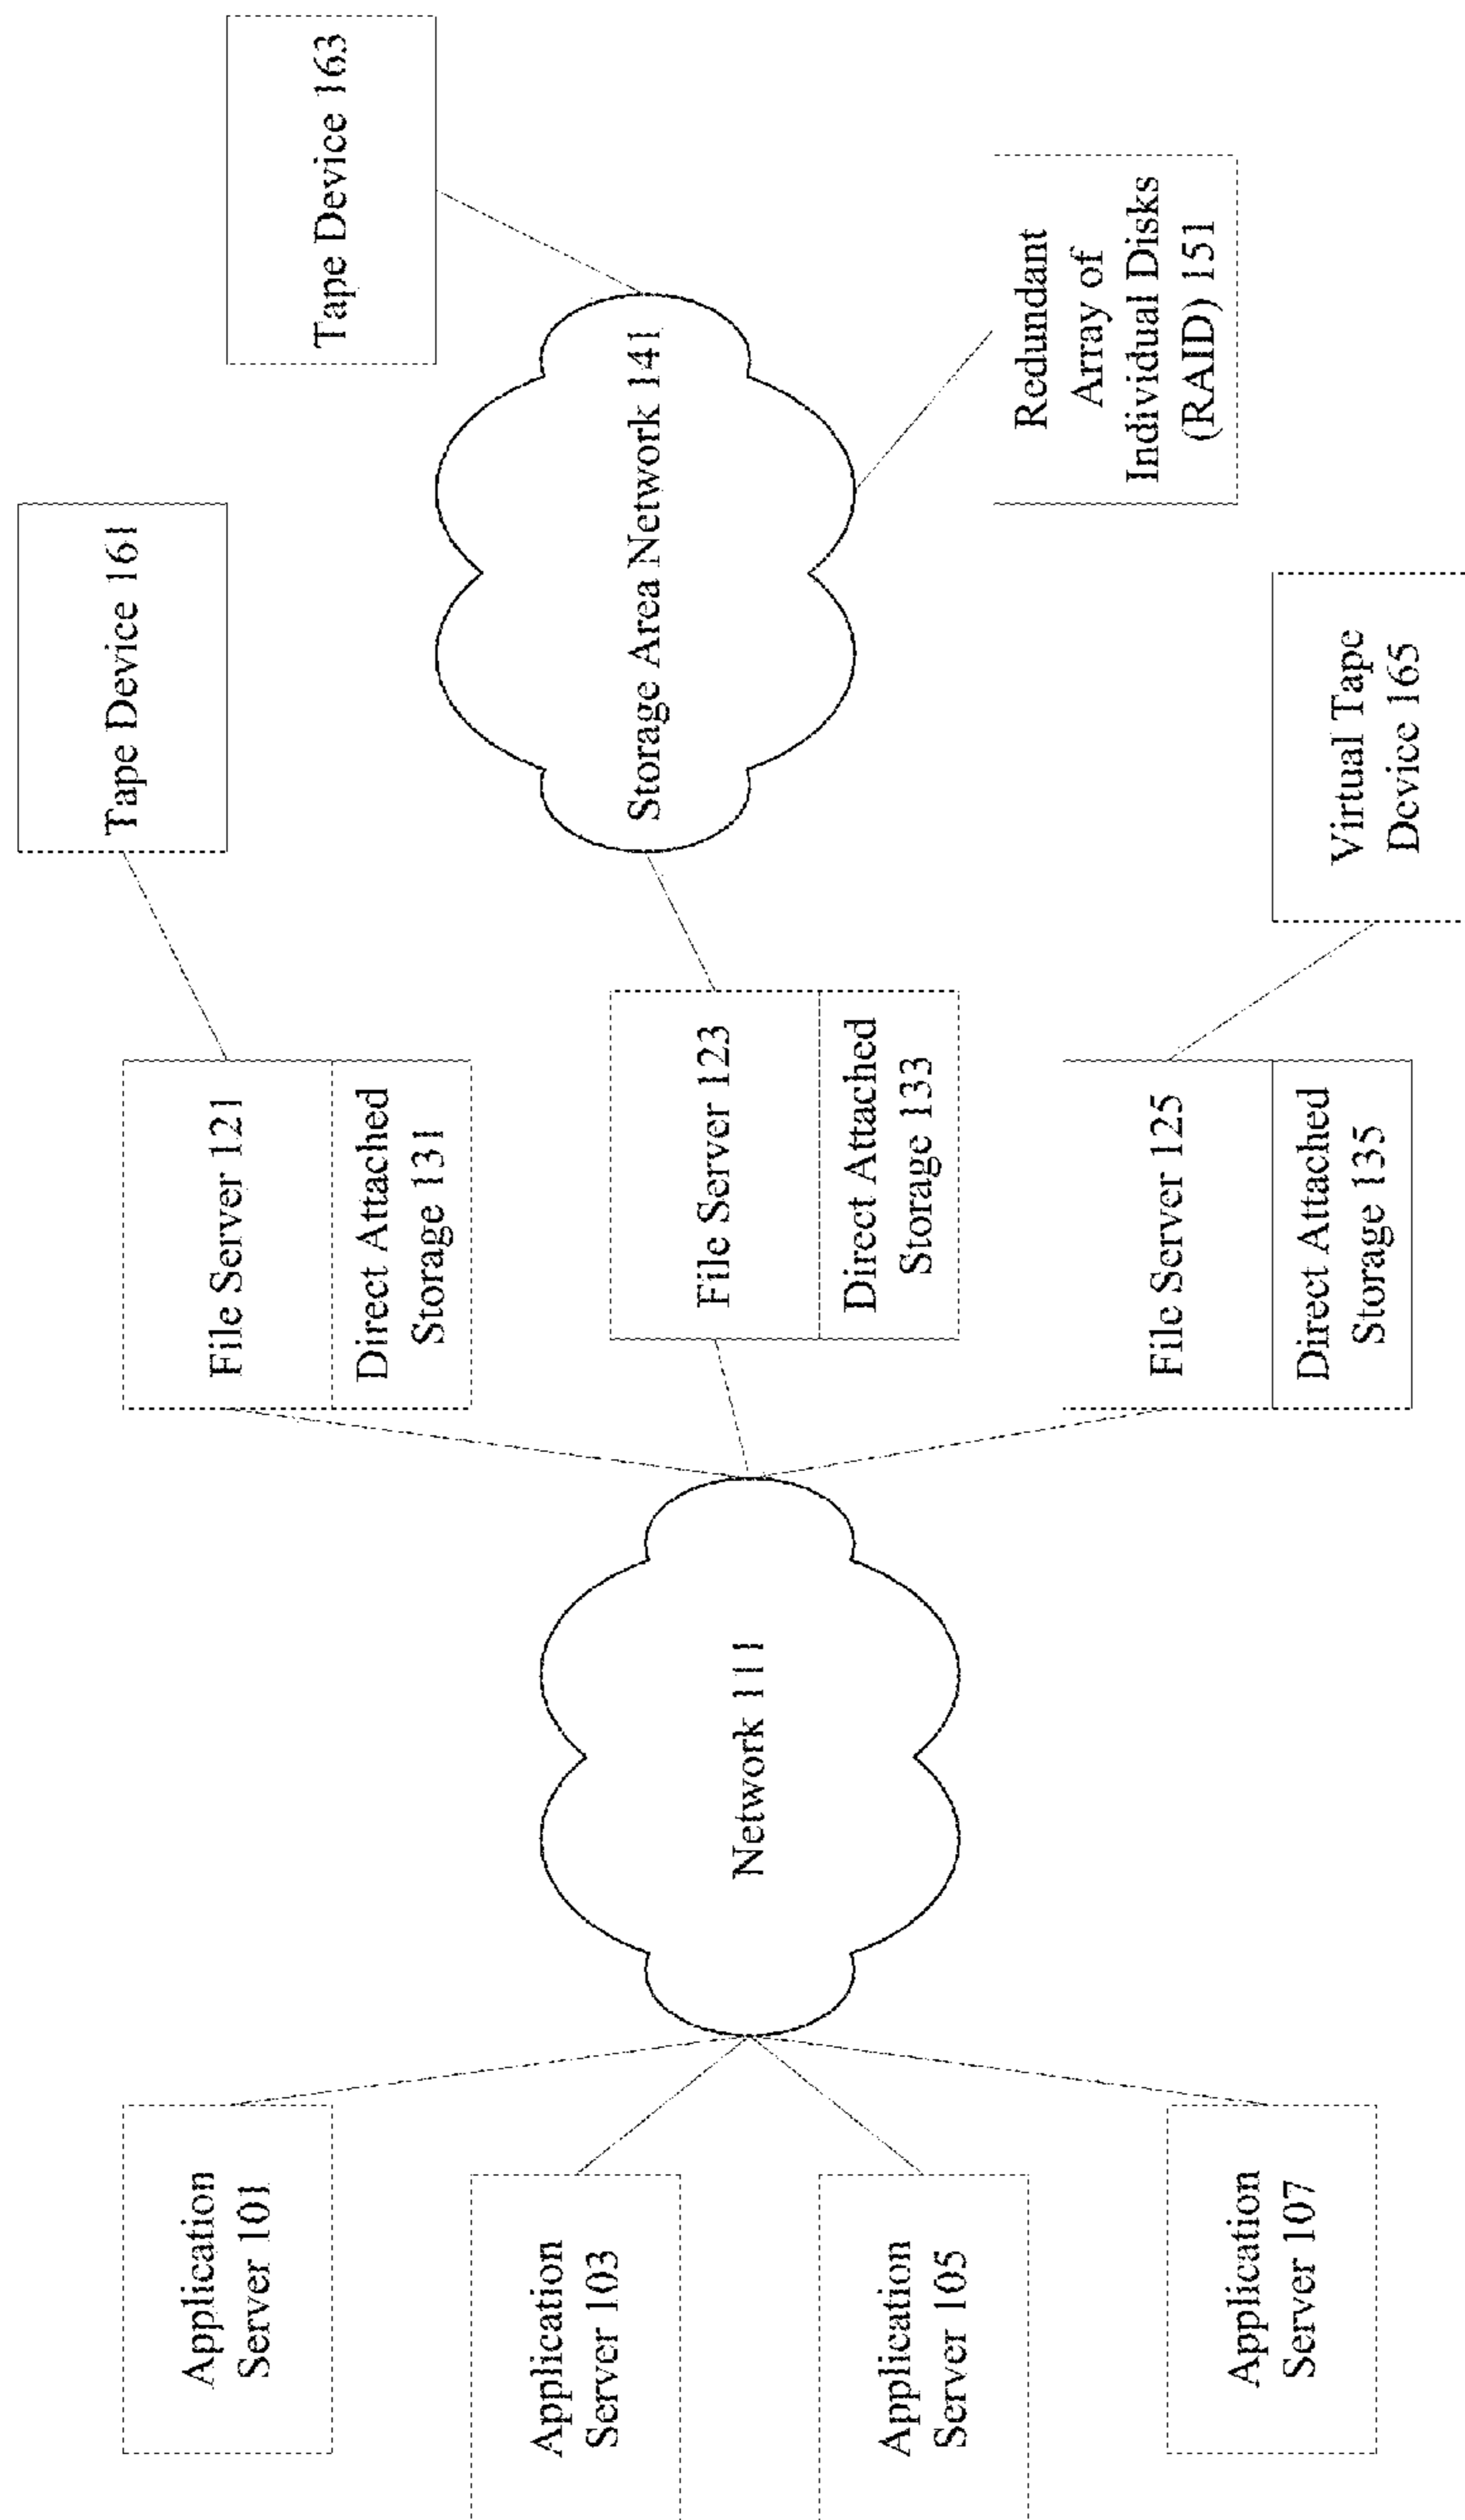 Application
Server 101
Application
Server 103
Application
Server 105
Application
Server 107
Network 111
File Server 121
Direct Attached
Storage 131
File Server 123
Direct Attached
Storage 133
File Server 125
Direct Attached
Storage 135
Tape Device 161
Storage Area Network 141
Virtual Tape
Device 165
Tape Device 163
Redundant
Array of
Individual Disks
(RAID) 151